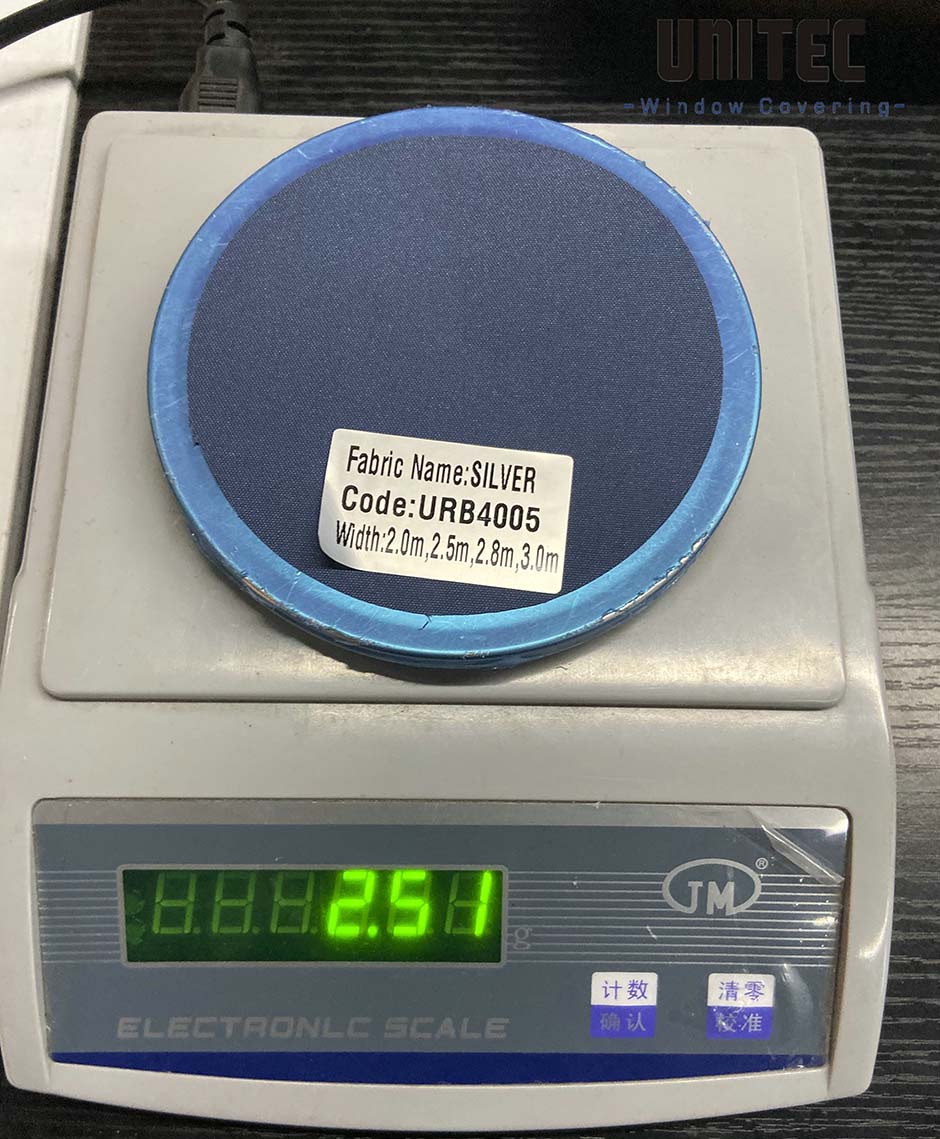 UNITEC
-Window Covering-
Fabric Name:SILVER
Code:URB4005
Width:2.0m,2.5m,2.8m,3.0m
2.51
g
JM®
计数
确认
清零
校准
ELECTRONLC SCALE